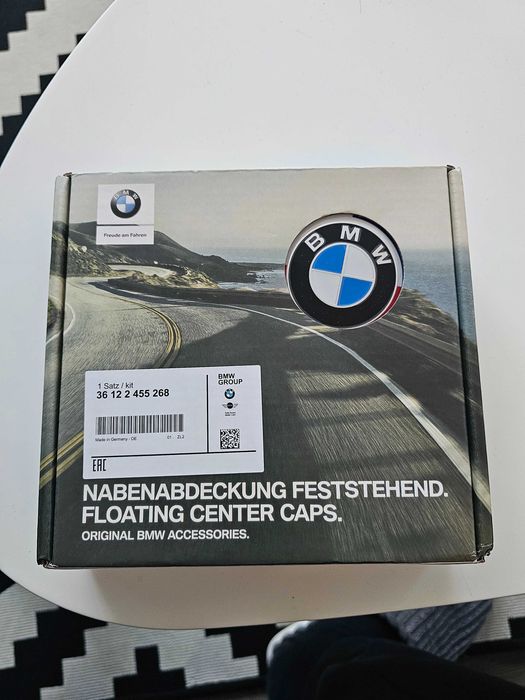 BMW
Freude am Fahren
BMW
1 Satz / kit
36 12 2 455 268
Made in Germany - DE 01 ZL2
BMW
GROUP
EAC
NABENABDECKUNG FESTSTEHEND.
FLOATING CENTER CAPS.
ORIGINAL BMW ACCESSORIES.